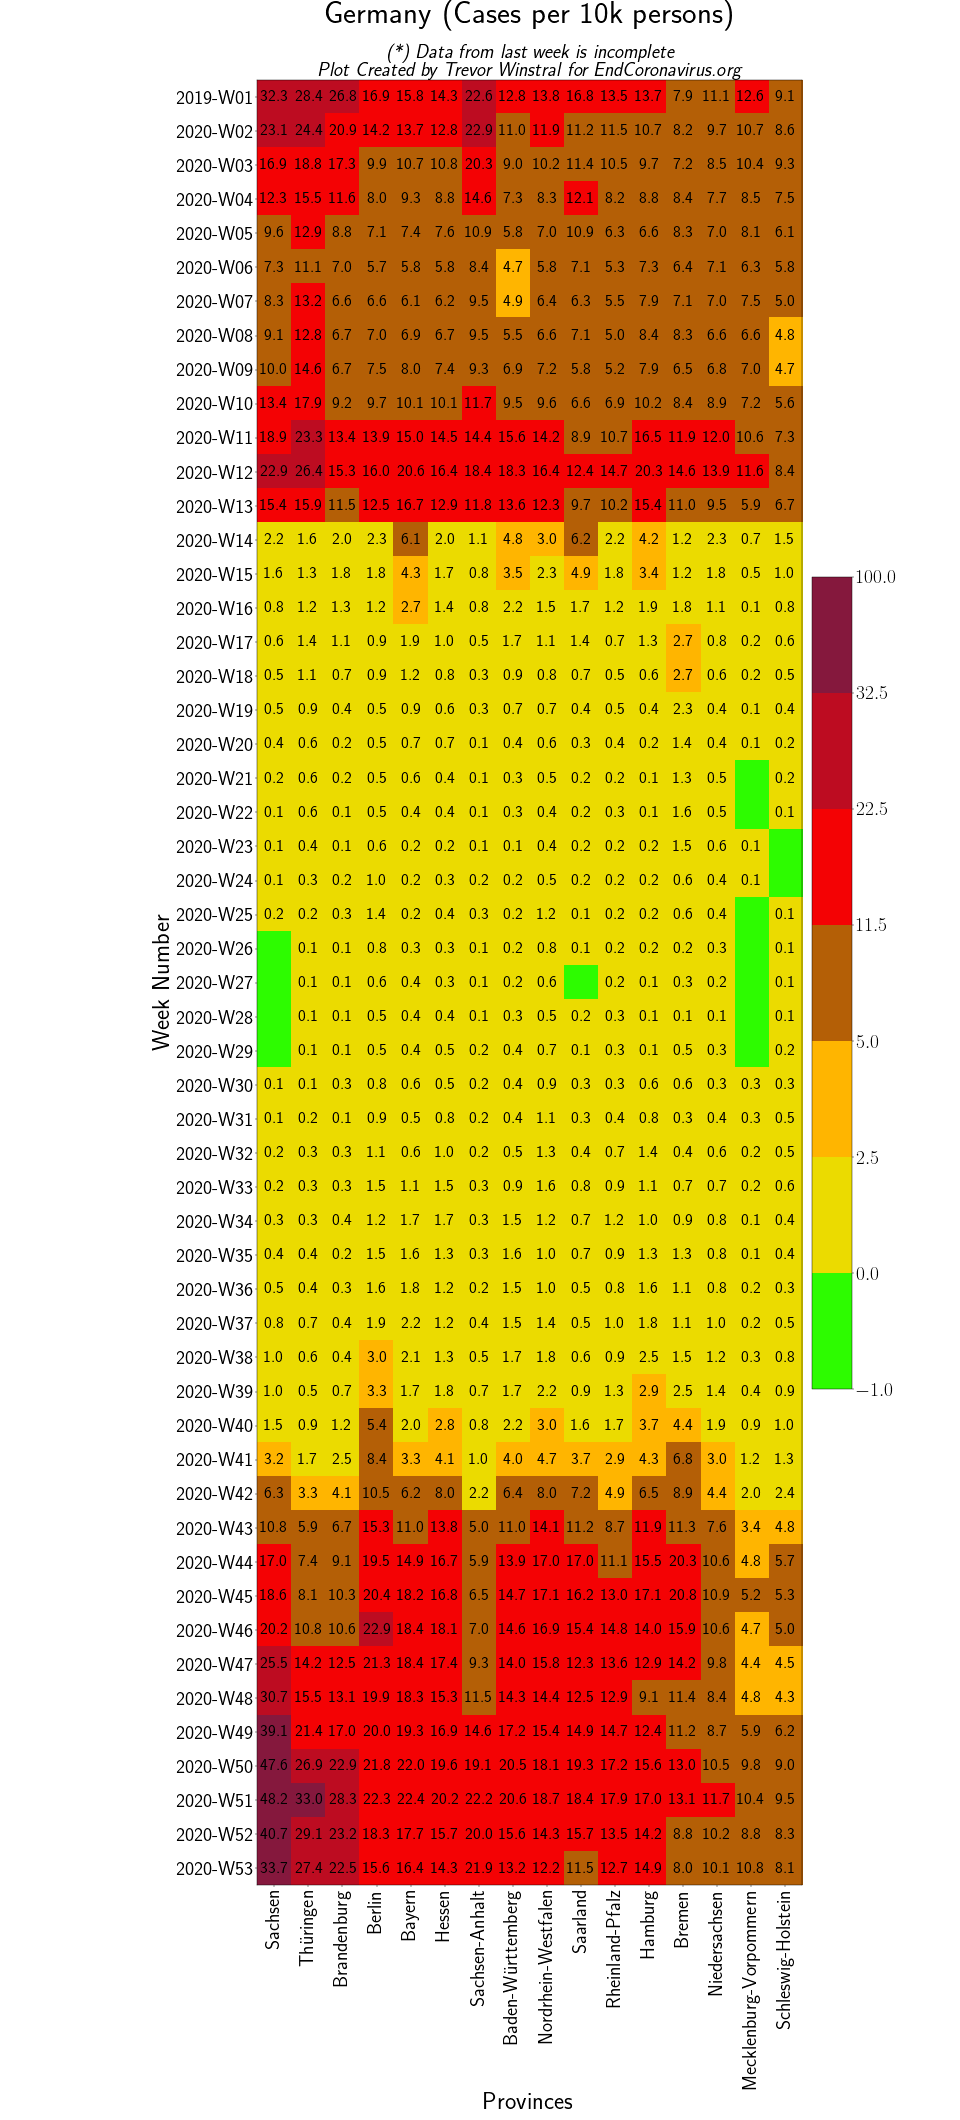 Germany (Cases per 10k persons)
(*) Data from last week is incomplete
Plot Created by Trevor Winstral for EndCoronavirus.org
2019-W01 32.3 28.4 26.8 16.9 15.8 14.3 22.6 12.8 13.8 16.8 13.5 13.7 7.9 11.1 12.6 9.1
2020-W02 23.1 24.4 20.9 14.2 13.7 12.8 22.9 11.0 11.9 11.2 11.5 10.7 8.2 9.7 10.7 8.6
2020-W03 16.9 18.8 17.3 9.9 10.7 10.8 20.3 9.0 10.2 11.4 10.5 9.7 7.2 8.5 10.4 9.3
2020-W04 12.3 15.5 11.6 8.0 9.3 8.8 14.6 7.3 8.3 12.1 8.2 8.8 8.4 7.7 8.5 7.5
2020-W05 9.6 12.9 8.8 7.1 7.4 7.6 10.9 5.8 7.0 10.9 6.3 6.6 8.3 7.0 8.1 6.1
2020-W06 7.3 11.1 7.0 5.7 5.8 5.8 8.4 4.7 5.8 7.1 5.3 7.3 6.4 7.1 6.3 5.8
2020-W07 8.3 13.2 6.6 6.6 6.1 6.2 9.5 4.9 6.4 6.3 5.5 7.9 7.1 7.0 7.5 5.0
2020-W08 9.1 12.8 6.7 7.0 6.9 6.7 9.5 5.5 6.6 7.1 5.0 8.4 8.3 6.6 6.6 4.8
2020-W09 10.0 14.6 6.7 7.5 8.0 7.4 9.3 6.9 7.2 5.8 5.2 7.9 6.5 6.8 7.0 4.7
2020-W10 13.4 17.9 9.2 9.7 10.1 10.1 11.7 9.5 9.6 6.6 6.9 10.2 8.4 8.9 7.2 5.6
2020-W11 18.9 23.3 13.4 13.9 15.0 14.5 14.4 15.6 14.2 8.9 10.7 16.5 11.9 12.0 10.6 7.3
2020-W12 22.9 26.4 15.3 16.0 20.6 16.4 18.4 18.3 16.4 12.4 14.7 20.3 14.6 13.9 11.6 8.4
2020-W13 15.4 15.9 11.5 12.5 16.7 12.9 11.8 13.6 12.3 9.7 10.2 15.4 11.0 9.5 5.9 6.7
2020-W14 2.2 1.6 2.0 2.3 6.1 2.0 1.1 4.8 3.0 6.2 2.2 4.2 1.2 2.3 0.7 1.5
2020-W15 1.6 1.3 1.8 1.8 4.3 1.7 0.8 3.5 2.3 4.9 1.8 3.4 1.2 1.8 0.5 1.0
2020-W16 0.8 1.2 1.3 1.2 2.7 1.4 0.8 2.2 1.5 1.7 1.2 1.9 1.8 1.1 0.1 0.8
2020-W17 0.6 1.4 1.1 0.9 1.9 1.0 0.5 1.7 1.1 1.4 0.7 1.3 2.7 0.8 0.2 0.6
2020-W18 0.5 1.1 0.7 0.9 1.2 0.8 0.3 0.9 0.8 0.7 0.5 0.6 2.7 0.6 0.2 0.5
2020-W19 0.5 0.9 0.4 0.5 0.9 0.6 0.3 0.7 0.7 0.4 0.5 0.4 2.3 0.4 0.1 0.4
2020-W20 0.4 0.6 0.2 0.5 0.7 0.7 0.1 0.4 0.6 0.3 0.4 0.2 1.4 0.4 0.1 0.2
2020-W21 0.2 0.6 0.2 0.5 0.6 0.4 0.1 0.3 0.5 0.2 0.2 0.1 1.3 0.5 0.2
2020-W22 0.1 0.6 0.1 0.5 0.4 0.4 0.1 0.3 0.4 0.2 0.3 0.1 1.6 0.5 0.1
2020-W23 0.1 0.4 0.1 0.6 0.2 0.2 0.1 0.1 0.4 0.2 0.2 0.2 1.5 0.6 0.1
2020-W24 0.1 0.3 0.2 1.0 0.2 0.3 0.2 0.2 0.5 0.2 0.2 0.2 0.6 0.4 0.1
2020-W25 0.2 0.2 0.3 1.4 0.2 0.4 0.3 0.2 1.2 0.1 0.2 0.2 0.6 0.4 0.1
2020-W26 0.1 0.1 0.8 0.3 0.3 0.1 0.2 0.8 0.1 0.2 0.2 0.2 0.3 0.1
2020-W27 0.1 0.1 0.6 0.4 0.3 0.1 0.2 0.6 0.2 0.1 0.3 0.2 0.1
2020-W28 0.1 0.1 0.5 0.4 0.4 0.1 0.3 0.5 0.2 0.3 0.1 0.1 0.1 0.1
2020-W29 0.1 0.1 0.5 0.4 0.5 0.2 0.4 0.7 0.1 0.3 0.1 0.5 0.3 0.2
2020-W30 0.1 0.1 0.3 0.8 0.6 0.5 0.2 0.4 0.9 0.3 0.3 0.6 0.6 0.3 0.3 0.3
2020-W31 0.1 0.2 0.1 0.9 0.5 0.8 0.2 0.4 1.1 0.3 0.4 0.8 0.3 0.4 0.3 0.5
2020-W32 0.2 0.3 0.3 1.1 0.6 1.0 0.2 0.5 1.3 0.4 0.7 1.4 0.4 0.6 0.2 0.5
2020-W33 0.2 0.3 0.3 1.5 1.1 1.5 0.3 0.9 1.6 0.8 0.9 1.1 0.7 0.7 0.2 0.6
2020-W34 0.3 0.3 0.4 1.2 1.7 1.7 0.3 1.5 1.2 0.7 1.2 1.0 0.9 0.8 0.1 0.4
2020-W35 0.4 0.4 0.2 1.5 1.6 1.3 0.3 1.6 1.0 0.7 0.9 1.3 1.3 0.8 0.1 0.4
2020-W36 0.5 0.4 0.3 1.6 1.8 1.2 0.2 1.5 1.0 0.5 0.8 1.6 1.1 0.8 0.2 0.3
2020-W37 0.8 0.7 0.4 1.9 2.2 1.2 0.4 1.5 1.4 0.5 1.0 1.8 1.1 1.0 0.2 0.5
2020-W38 1.0 0.6 0.4 3.0 2.1 1.3 0.5 1.7 1.8 0.6 0.9 2.5 1.5 1.2 0.3 0.8
2020-W39 1.0 0.5 0.7 3.3 1.7 1.8 0.7 1.7 2.2 0.9 1.3 2.9 2.5 1.4 0.4 0.9
2020-W40 1.5 0.9 1.2 5.4 2.0 2.8 0.8 2.2 3.0 1.6 1.7 3.7 4.4 1.9 0.9 1.0
2020-W41 3.2 1.7 2.5 8.4 3.3 4.1 1.0 4.0 4.7 3.7 2.9 4.3 6.8 3.0 1.2 1.3
2020-W42 6.3 3.3 4.1 10.5 6.2 8.0 2.2 6.4 8.0 7.2 4.9 6.5 8.9 4.4 2.0 2.4
2020-W43 10.8 5.9 6.7 15.3 11.0 13.8 5.0 11.0 14.1 11.2 8.7 11.9 11.3 7.6 3.4 4.8
2020-W44 17.0 7.4 9.1 19.5 14.9 16.7 5.9 13.9 17.0 17.0 11.1 15.5 20.3 10.6 4.8 5.7
2020-W45 18.6 8.1 10.3 20.4 18.2 16.8 6.5 14.7 17.1 16.2 13.0 17.1 20.8 10.9 5.2 5.3
2020-W46 20.2 10.8 10.6 22.9 18.4 18.1 7.0 14.6 16.9 15.4 14.8 14.0 15.9 10.6 4.7 5.0
2020-W47 25.5 14.2 12.5 21.3 18.4 17.4 9.3 14.0 15.8 12.3 13.6 12.9 14.2 9.8 4.4 4.5
2020-W48 30.7 15.5 13.1 19.9 18.3 15.3 11.5 14.3 14.4 12.5 12.9 9.1 11.4 8.4 4.8 4.3
2020-W49 39.1 21.4 17.0 20.0 19.3 16.9 14.6 17.2 15.4 14.9 14.7 12.4 11.2 8.7 5.9 6.2
2020-W50 47.6 26.9 22.9 21.8 22.0 19.6 19.1 20.5 18.1 19.3 17.2 15.6 13.0 10.5 9.8 9.0
2020-W51 48.2 33.0 28.3 22.3 22.4 20.2 22.2 20.6 18.7 18.4 17.9 17.0 13.1 11.7 10.4 9.5
2020-W52 40.7 29.1 23.2 18.3 17.7 15.7 20.0 15.6 14.3 15.7 13.5 14.2 8.8 10.2 8.8 8.3
2020-W53 33.7 27.4 22.5 15.6 16.4 14.3 21.9 13.2 12.2 11.5 12.7 14.9 8.0 10.1 10.8 8.1
Week Number
Sachsen
Thüringen
Brandenburg
Berlin
Bayern
Hessen
Sachsen-Anhalt
Baden-Württemberg
Nordrhein-Westfalen
Saarland
Rheinland-Pfalz
Hamburg
Bremen
Niedersachsen
Mecklenburg-Vorpommern
Schleswig-Holstein
Provinces
100.0
32.5
22.5
11.5
5.0
2.5
0.0
−1.0